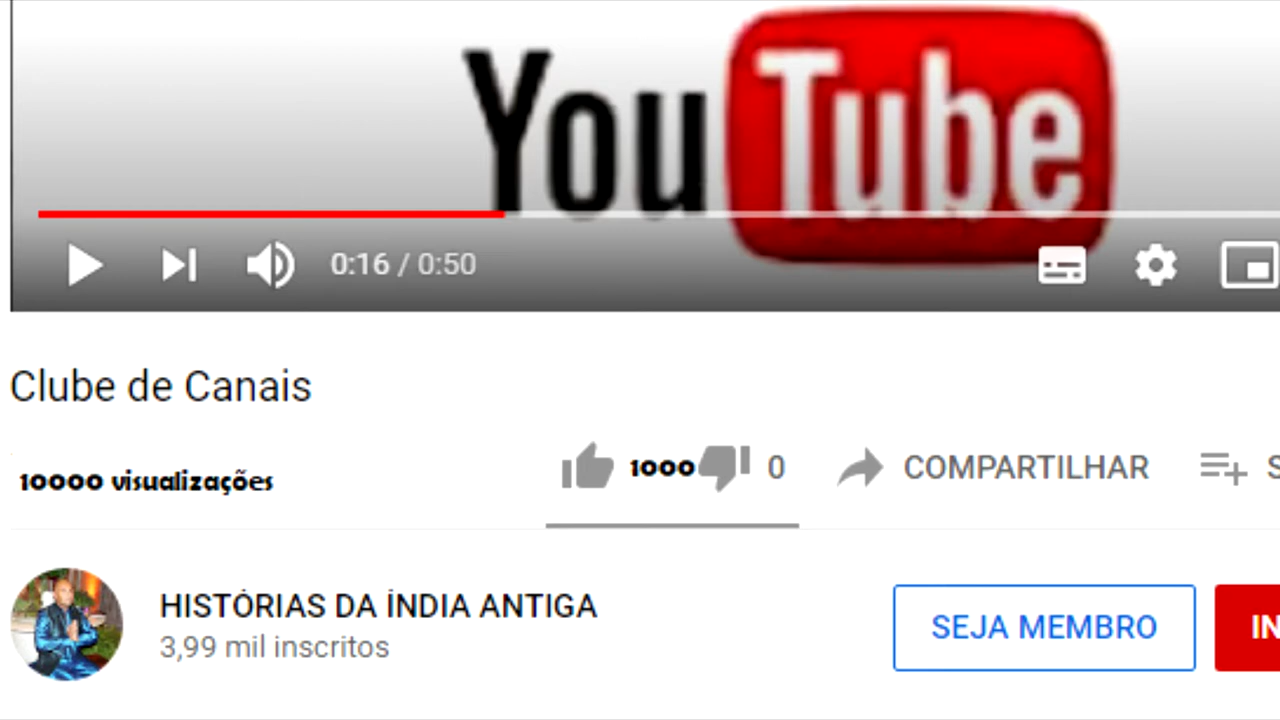 YouTube
0:16 / 0:50
Clube de Canais
10000 visualizações
1000
0
COMPARTILHAR
S
HISTÓRIAS DA ÍNDIA ANTIGA
3,99 mil inscritos
SEJA MEMBRO
IN